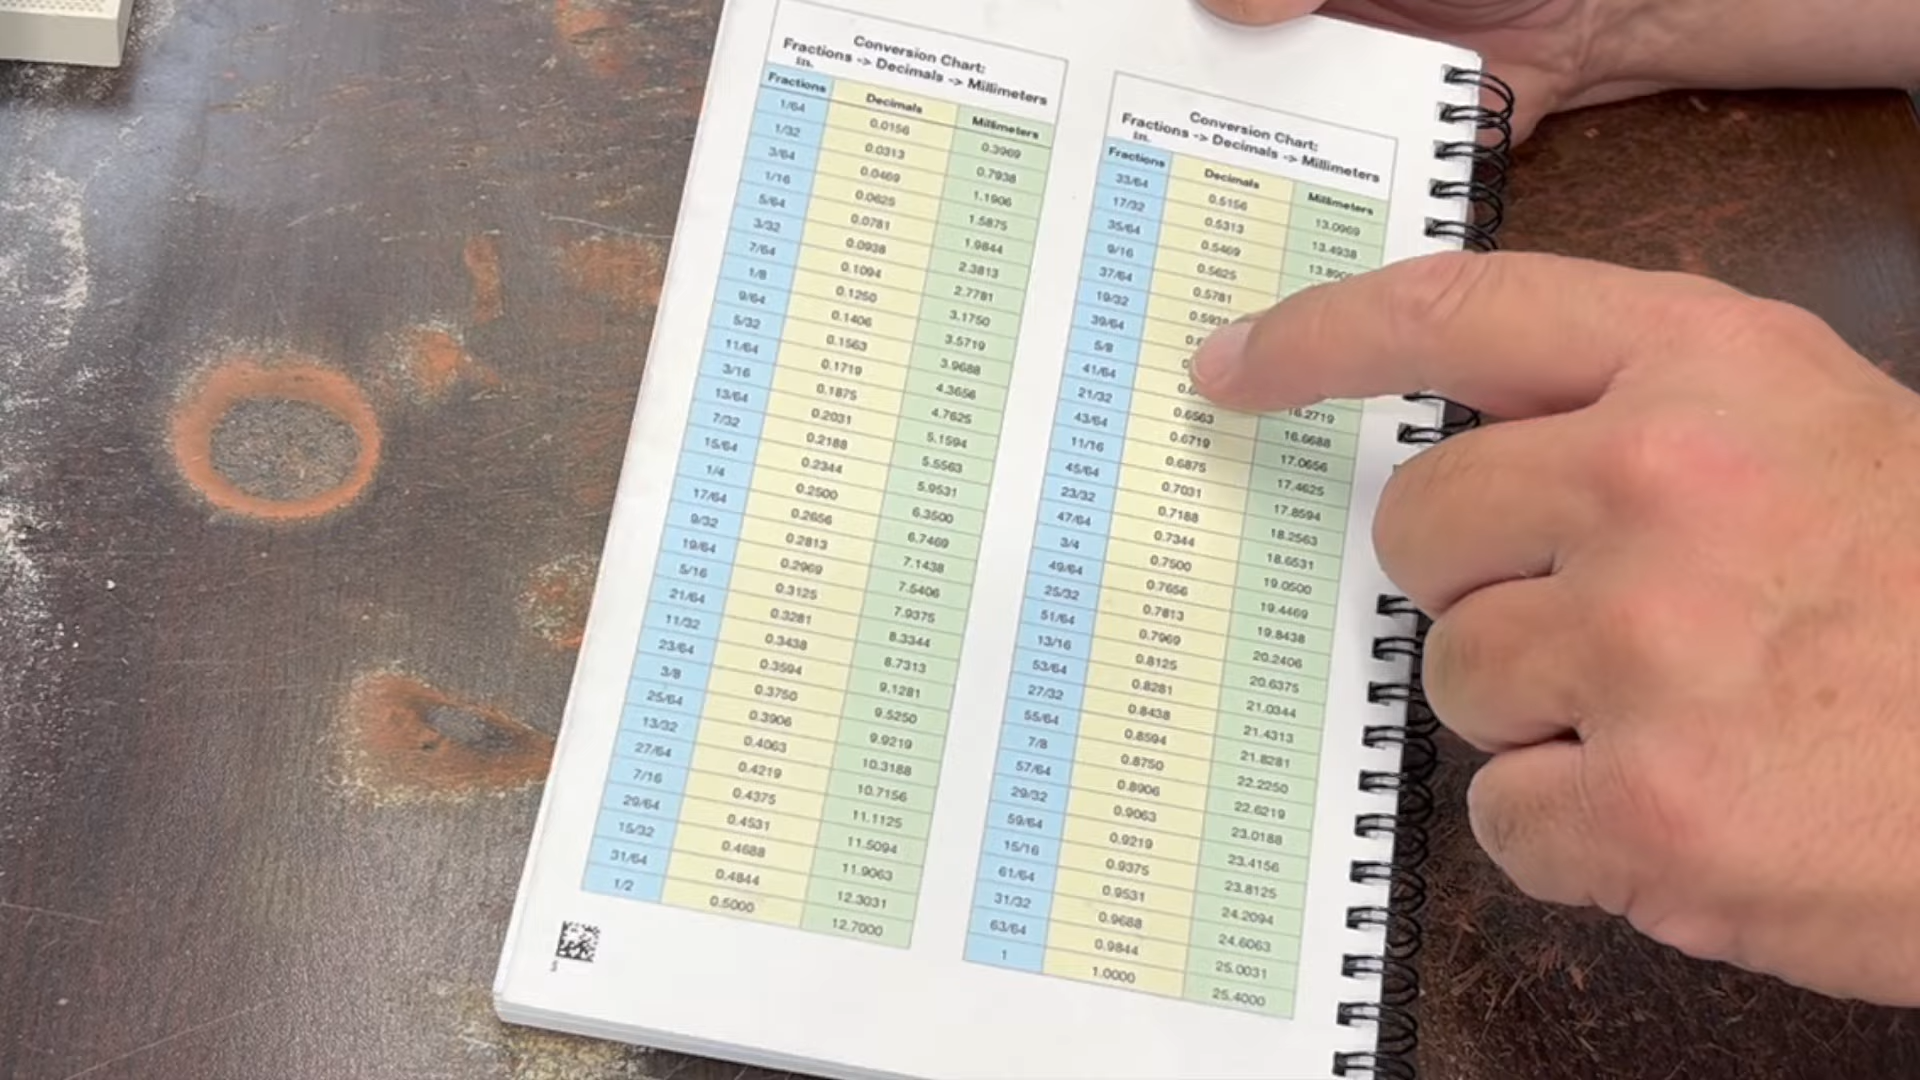 Conversion Chart:
Fractions -> Decimals -> Millimeters
in.
Fractions Decimals Millimeters
1/64 0.0156 0.3969
1/32 0.0313 0.7938
3/64 0.0469 1.1906
1/16 0.0625 1.5875
5/64 0.0781 1.9844
3/32 0.0938 2.3813
7/64 0.1094 2.7781
1/8 0.1250 3.1750
9/64 0.1406 3.5719
5/32 0.1563 3.9688
11/64 0.1719 4.3656
3/16 0.1875 4.7625
13/64 0.2031 5.1594
7/32 0.2188 5.5563
15/64 0.2344 5.9531
1/4 0.2500 6.3500
17/64 0.2656 6.7469
9/32 0.2813 7.1438
19/64 0.2969 7.5406
5/16 0.3125 7.9375
21/64 0.3281 8.3344
11/32 0.3438 8.7313
23/64 0.3594 9.1281
3/8 0.3750 9.5250
25/64 0.3906 9.9219
13/32 0.4063 10.3188
27/64 0.4219 10.7156
7/16 0.4375 11.1125
29/64 0.4531 11.5094
15/32 0.4688 11.9063
31/64 0.4844 12.3031
1/2 0.5000 12.7000
5
Conversion Chart:
Fractions -> Decimals -> Millimeters
in.
Fractions Decimals Millimeters
33/64 0.5156 13.0969
17/32 0.5313 13.4938
35/64 0.5469
9/16 0.5625
37/64 0.5781
19/32 0.5938
39/64
5/8
41/64 16.2719
21/32 0.6563 16.6688
43/64 0.6719 17.0656
11/16 0.6875 17.4625
45/64 0.7031 17.8594
23/32 0.7188 18.2563
47/64 0.7344 18.6531
3/4 0.7500 19.0500
49/64 0.7656 19.4469
25/32 0.7813 19.8438
51/64 0.7969 20.2406
13/16 0.8125 20.6375
53/64 0.8281 21.0344
27/32 0.8438 21.4313
55/64 0.8594 21.8281
7/8 0.8750 22.2250
57/64 0.8906 22.6219
29/32 0.9063 23.0188
59/64 0.9219 23.4156
15/16 0.9375 23.8125
61/64 0.9531 24.2094
31/32 0.9688 24.6063
63/64 0.9844 25.0031
1 1.0000 25.4000